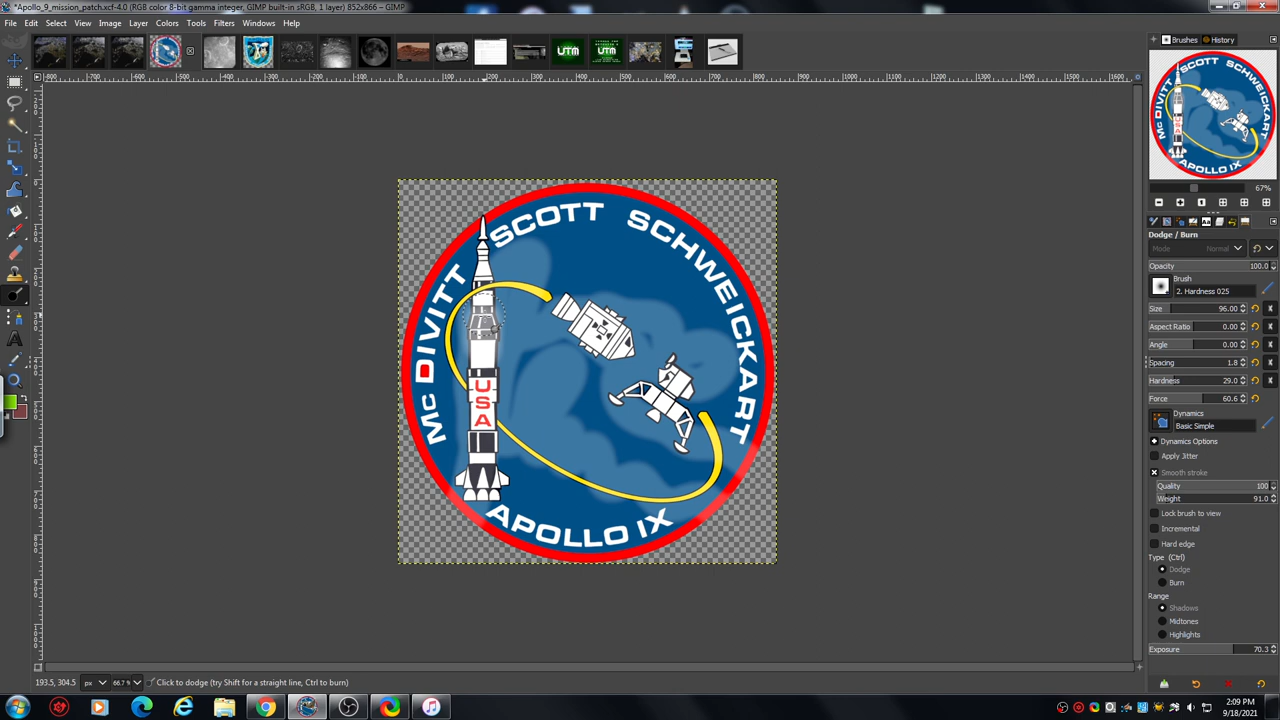 *Apollo_9_mission_patch.xcf-4.0 (RGB color 8-bit gamma integer, GIMP built-in sRGB, 1 layer) 852x866 – GIMP
File Edit Select View Image Layer Colors Tools Filters Windows Help
Brushes History
UTM UTM
SCOTT SCHWEICKART
Mc DIVITT
USA
APOLLO IX
67%
Dodge / Burn
Mode Normal
Opacity 100.0
Brush
2. Hardness 025
Size 96.00
Aspect Ratio 0.00
Angle 0.00
Spacing 1.8
Hardness 29.0
Force 60.6
Dynamics
Basic Simple
Dynamics Options
Apply Jitter
Smooth stroke
Quality 100
Weight 91.0
Lock brush to view
Incremental
Hard edge
Type (Ctrl)
Dodge
Burn
Range
Shadows
Midtones
Highlights
Exposure 70.3
193.5, 304.5 px 66.7 % Click to dodge (try Shift for a straight line, Ctrl to burn)
2:09 PM
9/18/2021